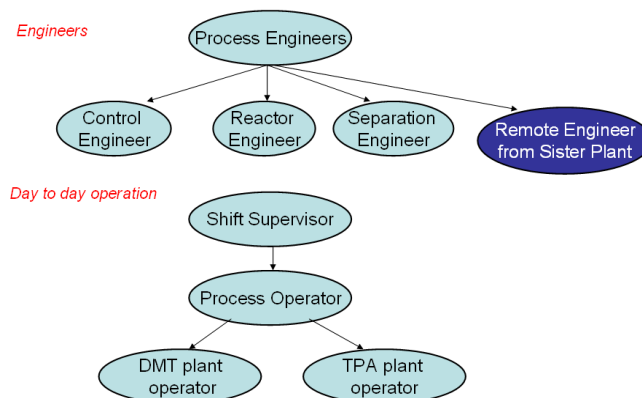 Engineers
Process Engineers
Control
Engineer
Reactor
Engineer
Separation
Engineer
Remote Engineer
from Sister Plant
Day to day operation
Shift Supervisor
Process Operator
DMT plant
operator
TPA plant
operator